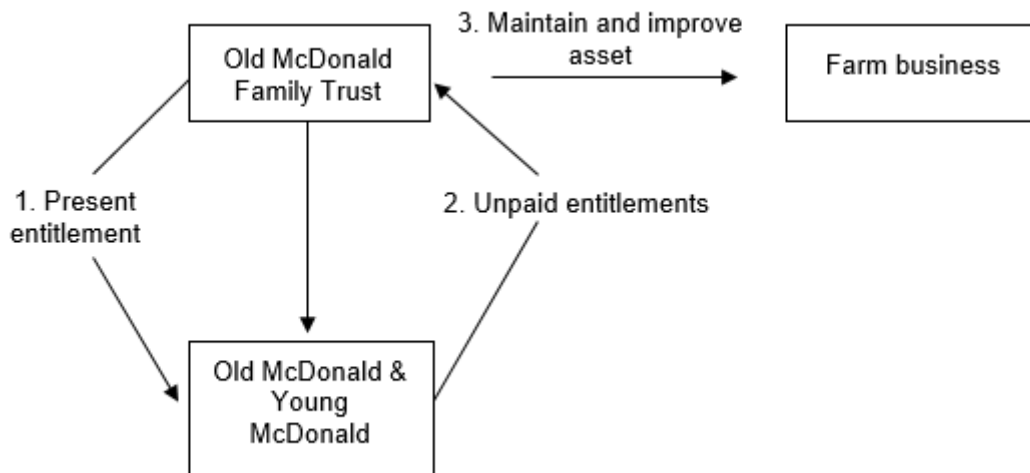 Old McDonald
Family Trust
3. Maintain and improve
asset
Farm business
1. Present
entitlement
2. Unpaid entitlements
Old McDonald &
Young
McDonald